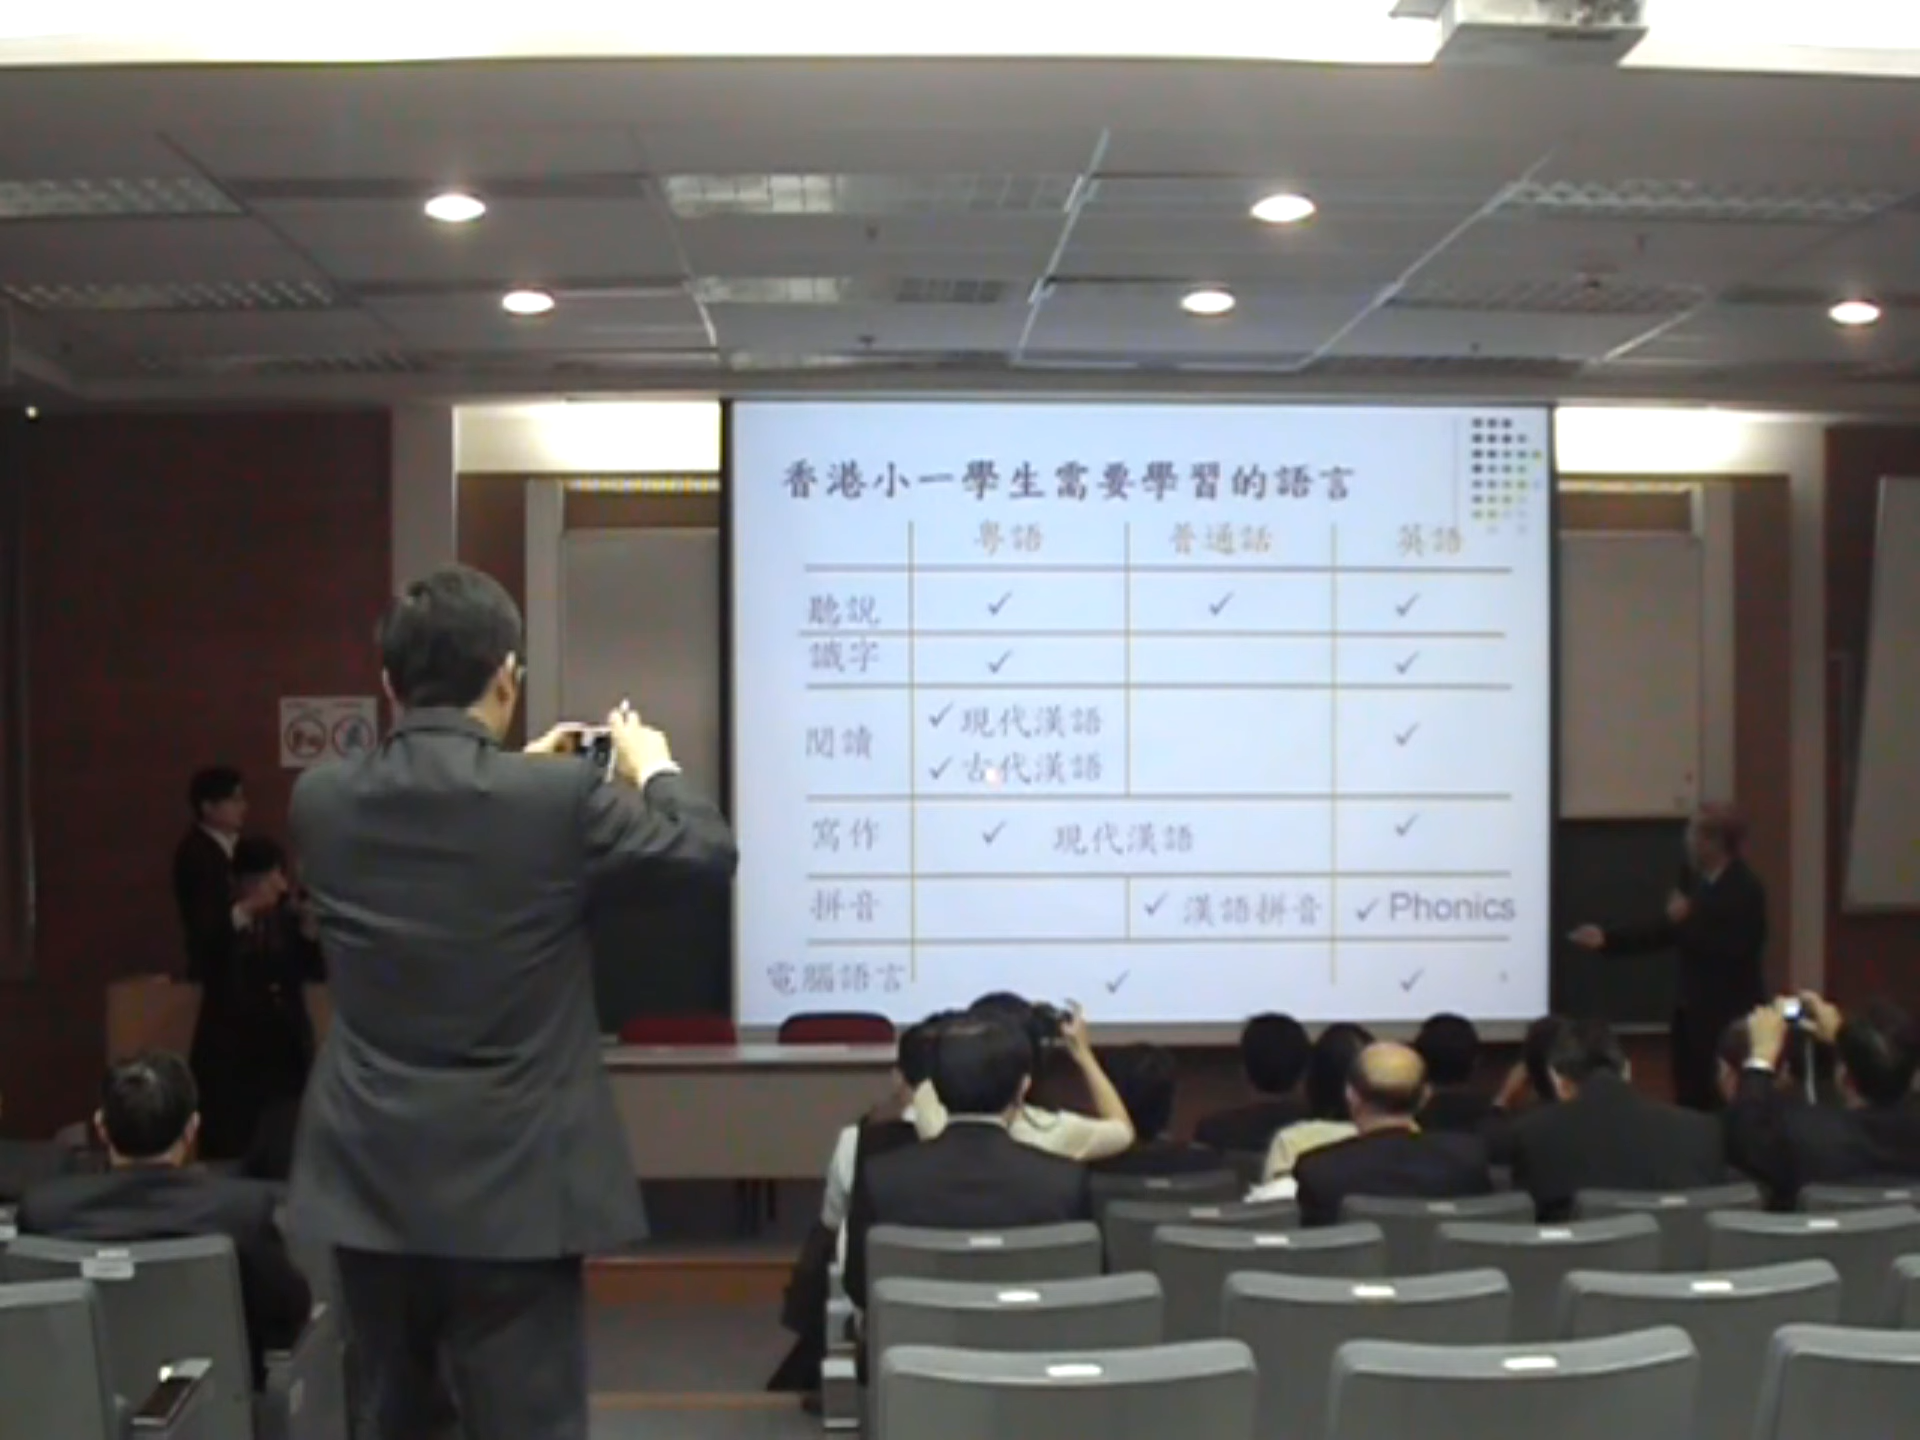 香港小一學生需要學習的語言
粵語 普通話 英語
聽說 ✓ ✓ ✓
識字 ✓ ✓
閱讀 ✓現代漢語 ✓
✓古代漢語
寫作 ✓ 現代漢語 ✓
拼音 ✓漢語拼音 ✓Phonics
電腦語言 ✓ ✓